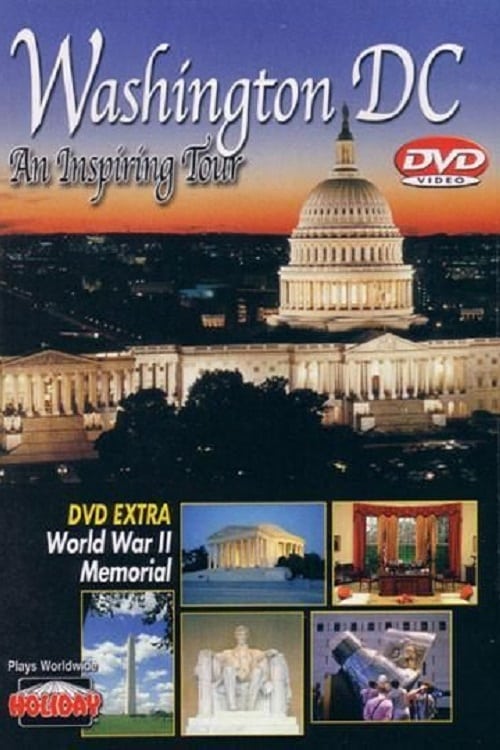 Washington DC
An Inspiring Tour
DVD
VIDEO
DVD EXTRA
World War II
Memorial
Plays Worldwide
HOLIDAY